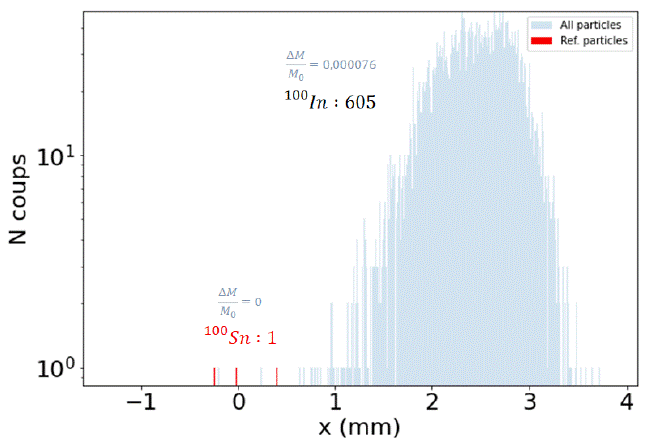 All particles
Ref. particles
ΔM/M₀ = 0,000076
¹⁰⁰In : 605
ΔM/M₀ = 0
¹⁰⁰Sn : 1
N coups
10¹
10⁰
−1 0 1 2 3 4
x (mm)